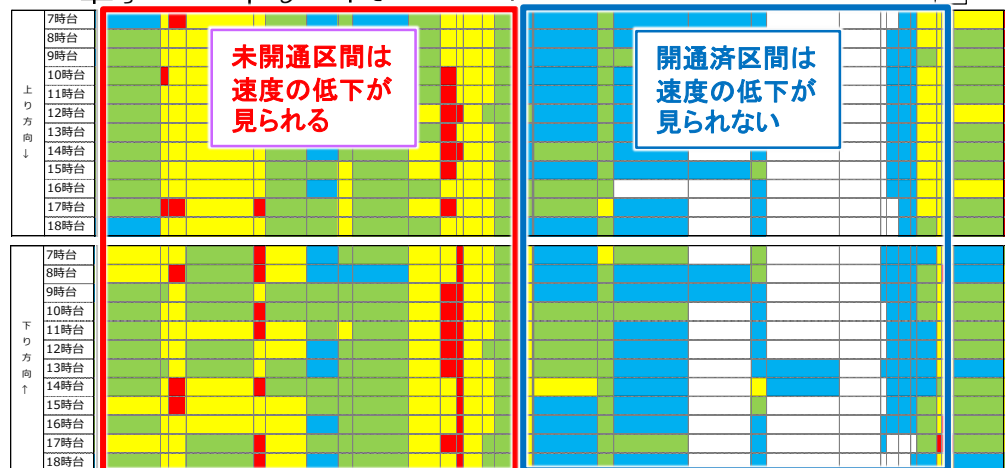 未開通区間は
速度の低下が
見られる
開通済区間は
速度の低下が
見られない
上り方向↓
7時台
8時台
9時台
10時台
11時台
12時台
13時台
14時台
15時台
16時台
17時台
18時台
下り方向↑
7時台
8時台
9時台
10時台
11時台
12時台
13時台
14時台
15時台
16時台
17時台
18時台